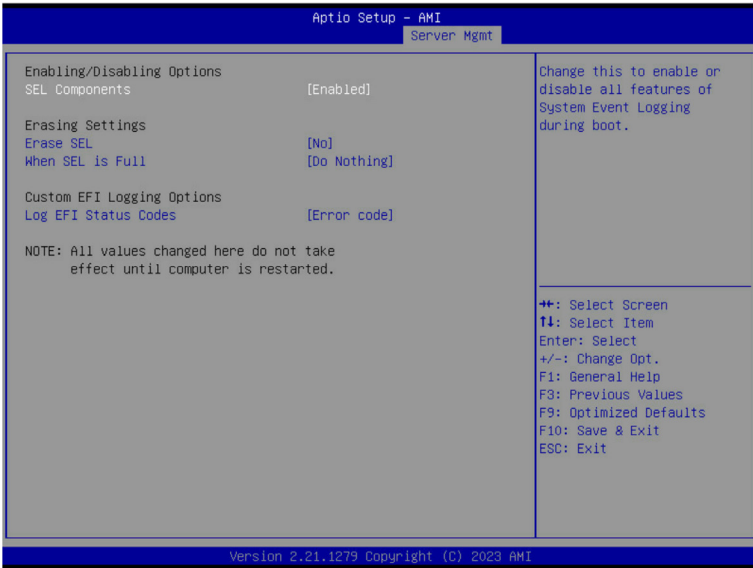 Aptio Setup – AMI
Server Mgmt
Enabling/Disabling Options
SEL Components [Enabled]
Erasing Settings
Erase SEL [No]
When SEL is Full [Do Nothing]
Custom EFI Logging Options
Log EFI Status Codes [Error code]
NOTE: All values changed here do not take
effect until computer is restarted.
Change this to enable or
disable all features of
System Event Logging
during boot.
→←: Select Screen
↑↓: Select Item
Enter: Select
+/-: Change Opt.
F1: General Help
F3: Previous Values
F9: Optimized Defaults
F10: Save & Exit
ESC: Exit
Version 2.21.1279 Copyright (C) 2023 AMI